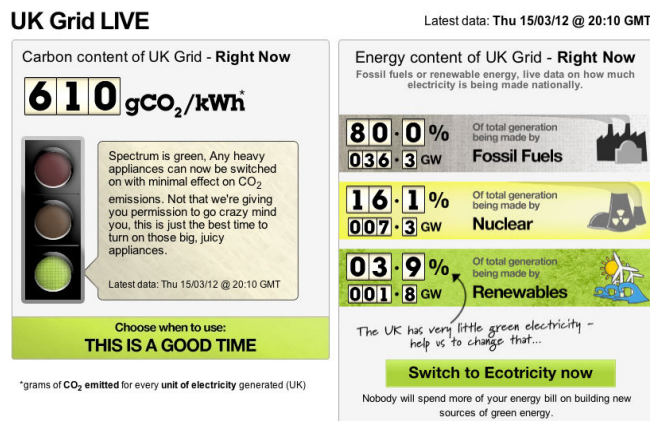 UK Grid LIVE
Latest data: Thu 15/03/12 @ 20:10 GMT
Carbon content of UK Grid - Right Now
610 gCO2/kWh*
Spectrum is green, Any heavy
appliances can now be switched
on with minimal effect on CO2
emissions. Not that we're giving
you permission to go crazy mind
you, this is just the best time to
turn on those big, juicy
appliances.
Latest data: Thu 15/03/12 @ 20:10 GMT
Choose when to use:
THIS IS A GOOD TIME
*grams of CO2 emitted for every unit of electricity generated (UK)
Energy content of UK Grid - Right Now
Fossil fuels or renewable energy, live data on how much
electricity is being made nationally.
80.0%
036.3 GW
Of total generation
being made by
Fossil Fuels
16.1%
007.3 GW
Of total generation
being made by
Nuclear
03.9%
001.8 GW
Of total generation
being made by
Renewables
The UK has very little green electricity –
help us to change that...
Switch to Ecotricity now
Nobody will spend more of your energy bill on building new
sources of green energy.